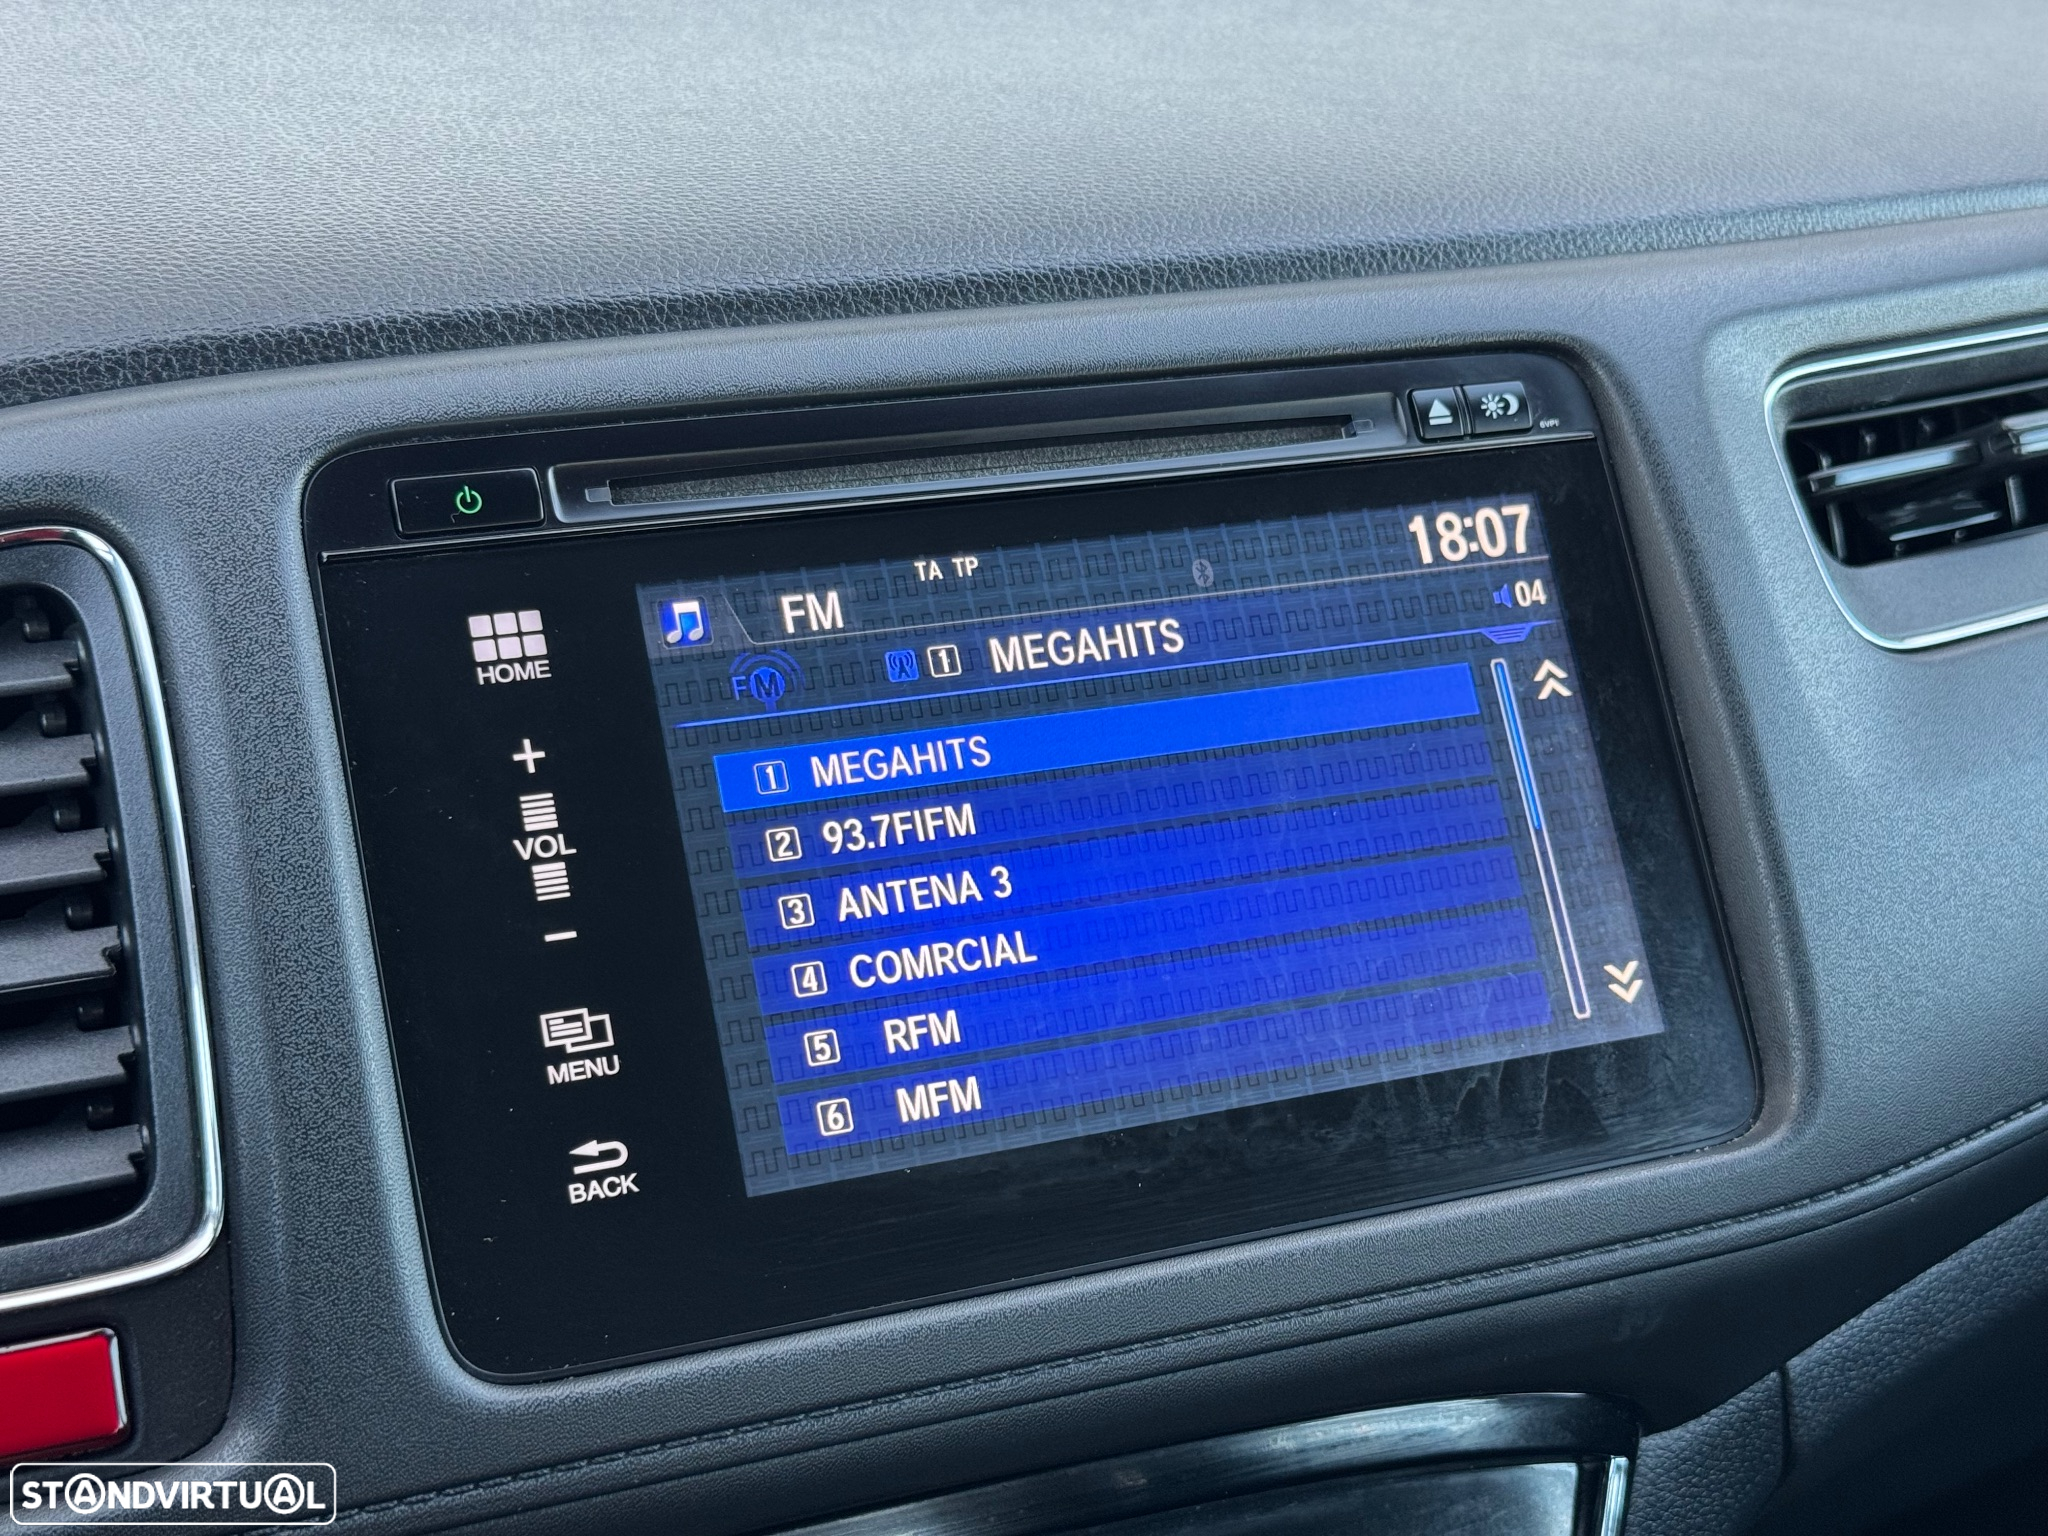 18:07
TA TP
FM
04
FM
1 MEGAHITS
1 MEGAHITS
2 93.7FIFM
3 ANTENA 3
4 COMRCIAL
5 RFM
6 MFM
HOME
+
VOL
−
MENU
BACK
STANDVIRTUAL